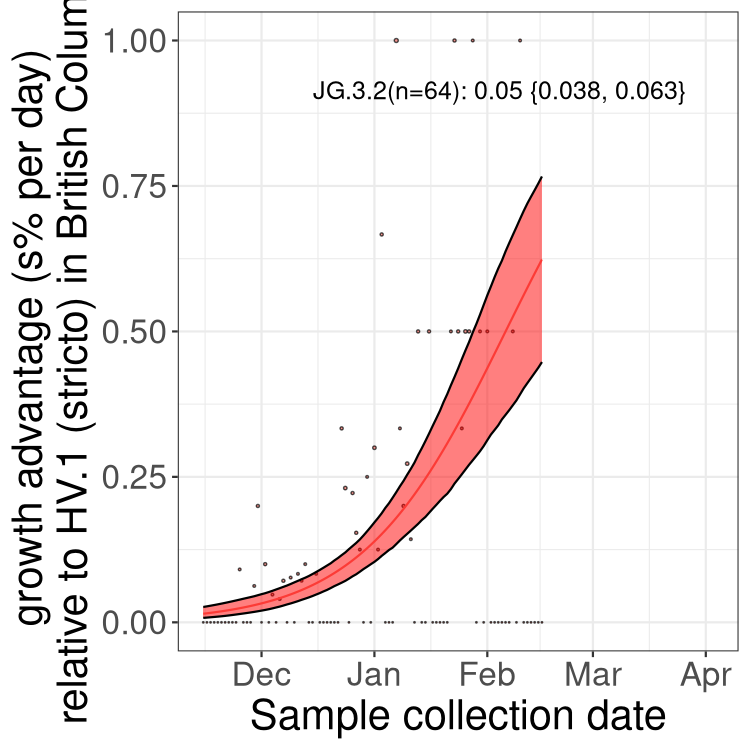 growth advantage (s% per day)
relative to HV.1 (stricto) in British Colum
1.00
JG.3.2(n=64): 0.05 {0.038, 0.063}
0.75
0.50
0.25
0.00
Dec Jan Feb Mar Apr
Sample collection date